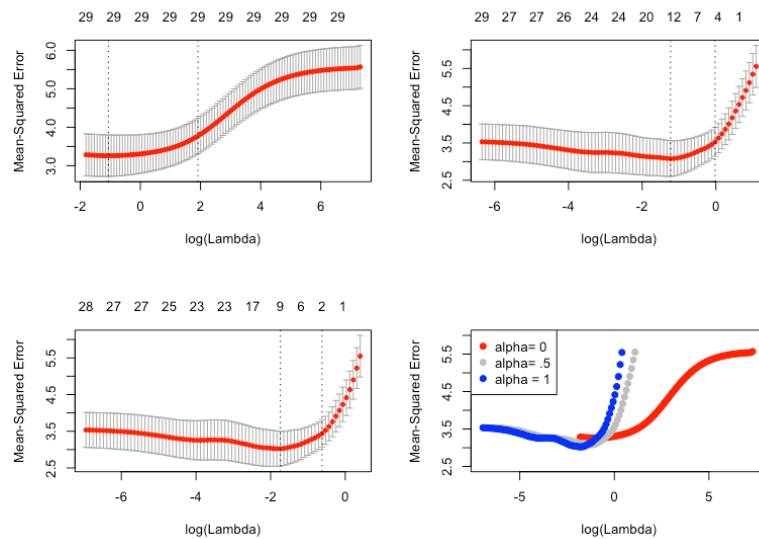 29 29 29 29 29 29 29 29 29 29
Mean-Squared Error
3.0 4.0 5.0 6.0
-2 0 2 4 6
log(Lambda)
29 27 27 26 24 24 20 12 7 4 1
Mean-Squared Error
2.5 3.5 4.5 5.5
-6 -4 -2 0
log(Lambda)
28 27 27 25 23 23 17 9 6 2 1
Mean-Squared Error
2.5 3.5 4.5 5.5
-6 -4 -2 0
log(Lambda)
alpha= 0
alpha= .5
alpha = 1
Mean-Squared Error
2.5 3.5 4.5 5.5
-5 0 5
log(Lambda)